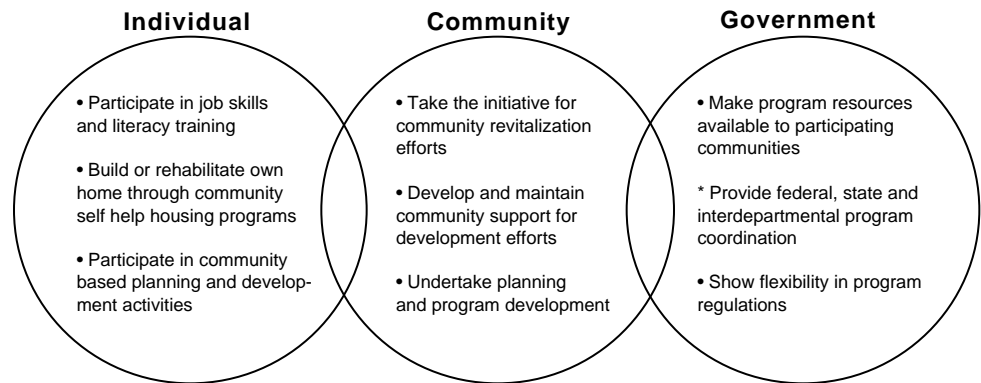 Individual
• Participate in job skills
and literacy training
• Build or rehabilitate own
home through community
self help housing programs
• Participate in community
based planning and develop-
ment activities
Community
• Take the initiative for
community revitalization
efforts
• Develop and maintain
community support for
development efforts
• Undertake planning
and program development
Government
• Make program resources
available to participating
communities
* Provide federal, state and
interdepartmental program
coordination
• Show flexibility in program
regulations